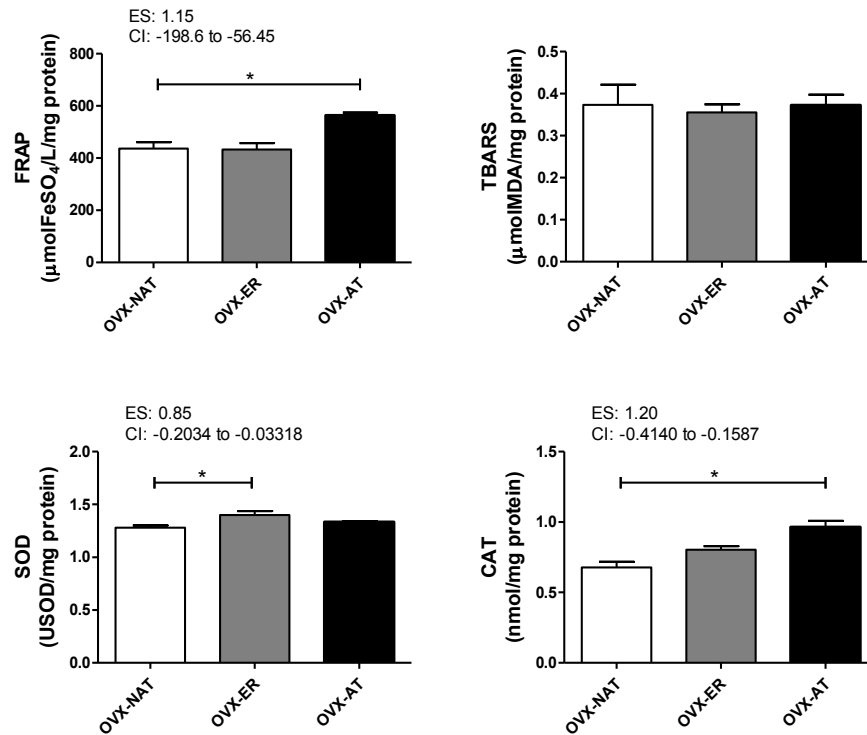 ES: 1.15
CI: -198.6 to -56.45
800
600
400
200
0
*
FRAP
(μmolFeSO₄/L/mg protein)
OVX-NAT
OVX-ER
OVX-AT
0.5
0.4
0.3
0.2
0.1
0.0
TBARS
(μmolMDA/mg protein)
OVX-NAT
OVX-ER
OVX-AT
ES: 0.85
CI: -0.2034 to -0.03318
2.0
1.5
1.0
0.5
0.0
*
SOD
(USOD/mg protein)
OVX-NAT
OVX-ER
OVX-AT
ES: 1.20
CI: -0.4140 to -0.1587
1.5
1.0
0.5
0.0
*
CAT
(nmol/mg protein)
OVX-NAT
OVX-ER
OVX-AT